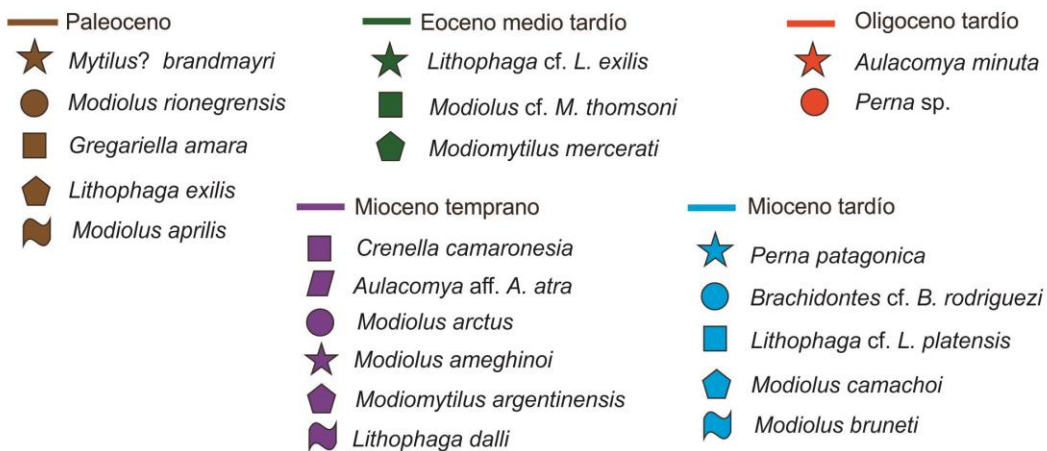 Paleoceno
Mytilus? brandmayri
Modiolus rionegrensis
Gregariella amara
Lithophaga exilis
Modiolus aprilis
Eoceno medio tardío
Lithophaga cf. L. exilis
Modiolus cf. M. thomsoni
Modiomytilus mercerati
Oligoceno tardío
Aulacomya minuta
Perna sp.
Mioceno temprano
Crenella camaronesia
Aulacomya aff. A. atra
Modiolus arctus
Modiolus ameghinoi
Modiomytilus argentinensis
Lithophaga dalli
Mioceno tardío
Perna patagonica
Brachidontes cf. B. rodriguezi
Lithophaga cf. L. platensis
Modiolus camachoi
Modiolus bruneti